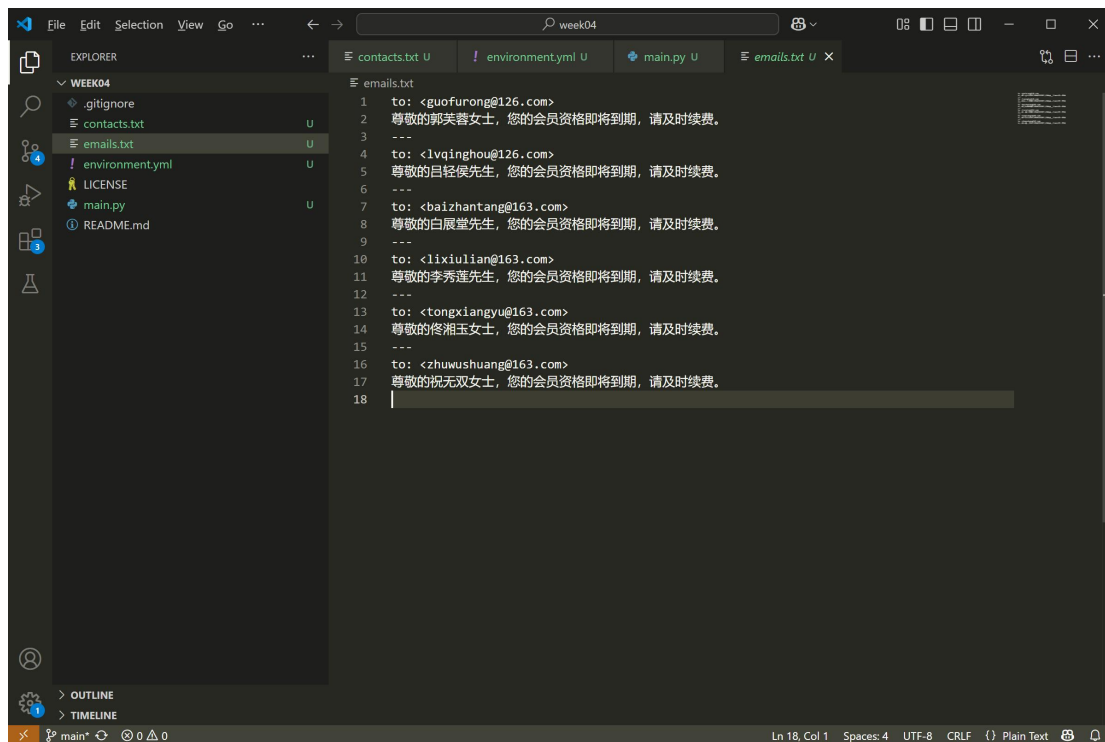 File Edit Selection View Go ··· week04
EXPLORER ···
WEEK04
.gitignore
contacts.txt U
emails.txt U
environment.yml U
LICENSE
main.py U
README.md
OUTLINE
TIMELINE
4
3
1
contacts.txt U ! environment.yml U main.py U emails.txt U
emails.txt
1 to: <guofurong@126.com>
2 尊敬的郭芙蓉女士，您的会员资格即将到期，请及时续费。
3 ---
4 to: <lvqinghou@126.com>
5 尊敬的吕轻侯先生，您的会员资格即将到期，请及时续费。
6 ---
7 to: <baizhantang@163.com>
8 尊敬的白展堂先生，您的会员资格即将到期，请及时续费。
9 ---
10 to: <lixiulian@163.com>
11 尊敬的李秀莲先生，您的会员资格即将到期，请及时续费。
12 ---
13 to: <tongxiangyu@163.com>
14 尊敬的佟湘玉女士，您的会员资格即将到期，请及时续费。
15 ---
16 to: <zhuwushuang@163.com>
17 尊敬的祝无双女士，您的会员资格即将到期，请及时续费。
18
main* 0 0 Ln 18, Col 1 Spaces: 4 UTF-8 CRLF {} Plain Text